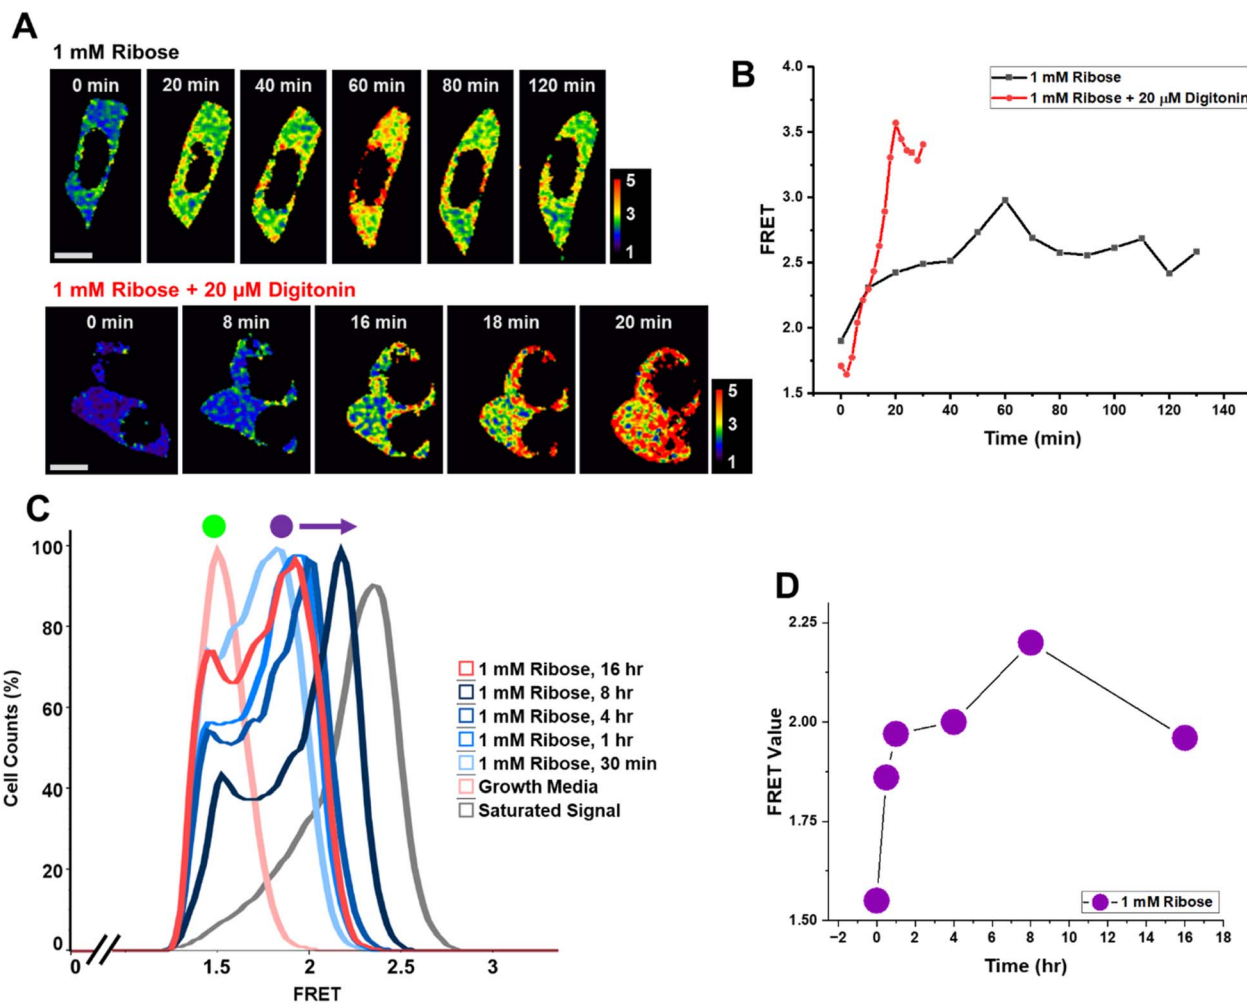 A
1 mM Ribose
0 min 20 min 40 min 60 min 80 min 120 min
5
3
1
1 mM Ribose + 20 µM Digitonin
0 min 8 min 16 min 18 min 20 min
5
3
1
B
4.0
3.5
3.0
2.5
2.0
1.5
FRET
1 mM Ribose
1 mM Ribose + 20 µM Digitonin
0 20 40 60 80 100 120 140
Time (min)
C
100
80
60
40
20
0
Cell Counts (%)
0 1.5 2 2.5 3
FRET
1 mM Ribose, 16 hr
1 mM Ribose, 8 hr
1 mM Ribose, 4 hr
1 mM Ribose, 1 hr
1 mM Ribose, 30 min
Growth Media
Saturated Signal
D
2.25
2.00
1.75
1.50
FRET Value
1 mM Ribose
−2 0 2 4 6 8 10 12 14 16 18
Time (hr)